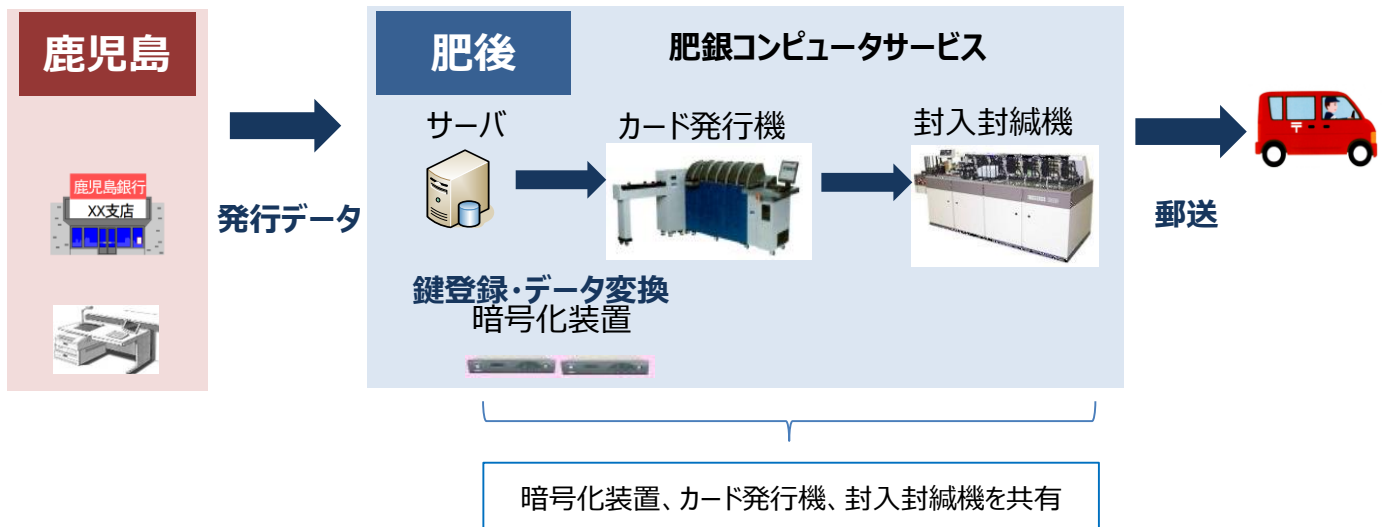 鹿児島
肥後
肥銀コンピュータサービス
サーバ
カード発行機
封入封緘機
鹿児島銀行
XX支店
発行データ
郵送
鍵登録・データ変換
暗号化装置
〒
暗号化装置、カード発行機、封入封緘機を共有